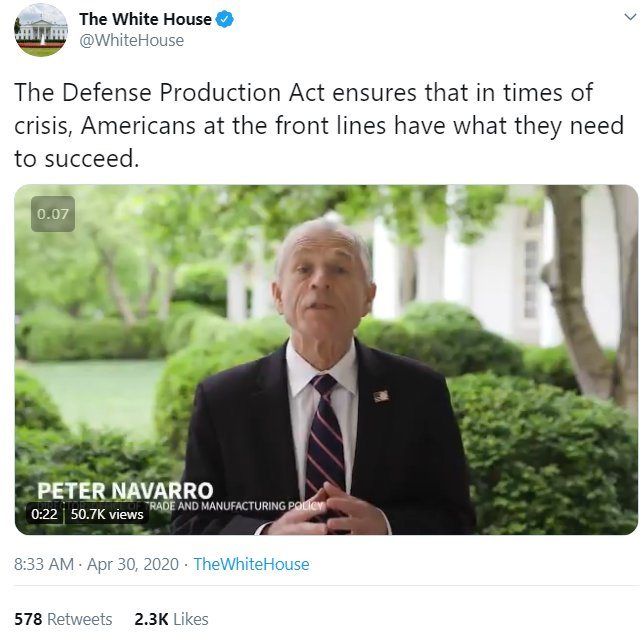 The White House
@WhiteHouse
The Defense Production Act ensures that in times of
crisis, Americans at the front lines have what they need
to succeed.
0.07
PETER NAVARRO
TRADE AND MANUFACTURING POLICY
0:22 50.7K views
8:33 AM · Apr 30, 2020 · TheWhiteHouse
578 Retweets 2.3K Likes